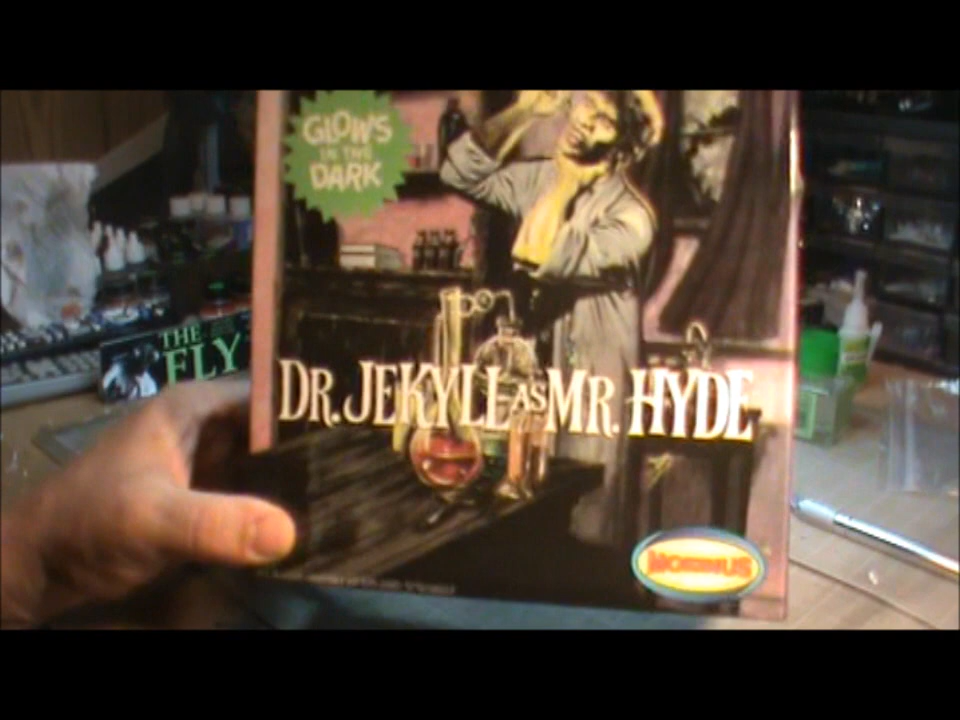 GLOWS
IN THE
DARK
THE
FLY
DR. JEKYLL AS MR. HYDE
MOEBIUS